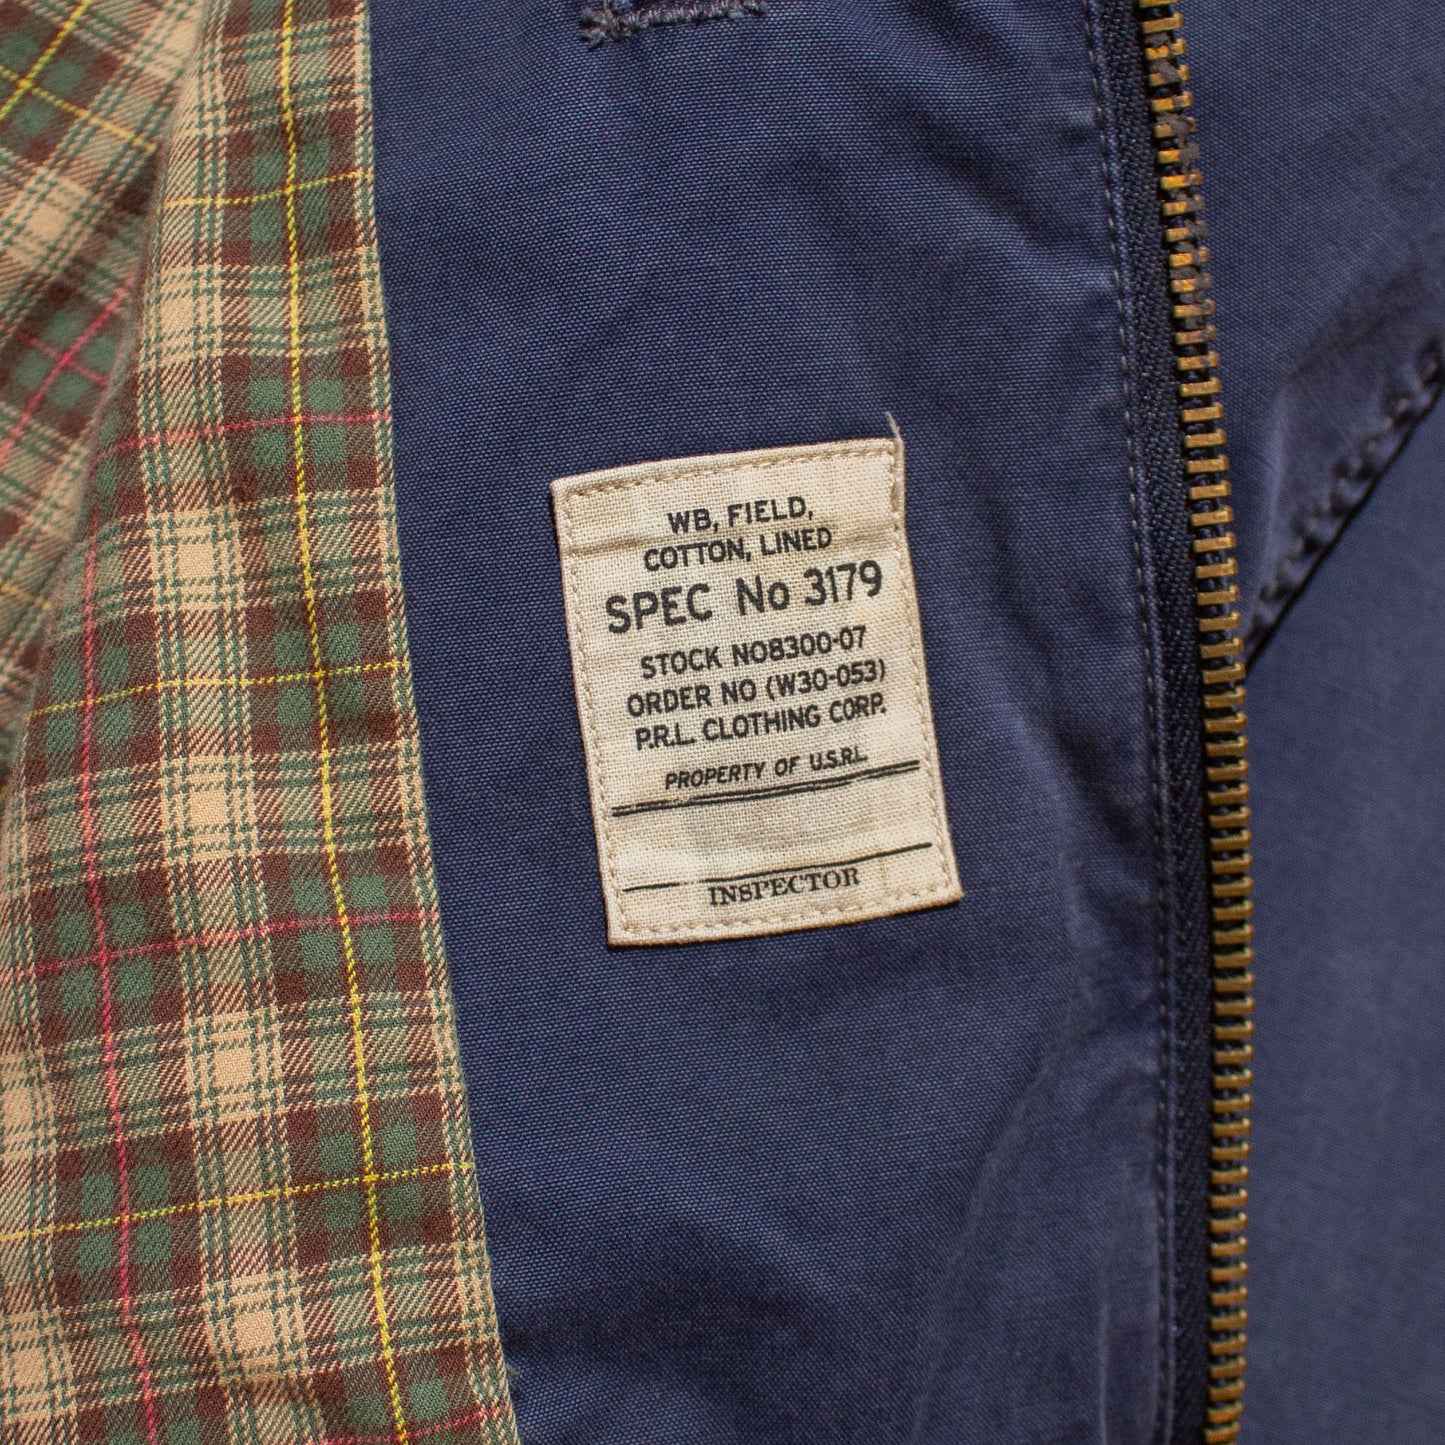 WB, FIELD,
COTTON, LINED
SPEC No 3179
STOCK NO8300-07
ORDER NO (W30-053)
P.R.L. CLOTHING CORP.
PROPERTY OF U.S.R.L.
INSPECTOR